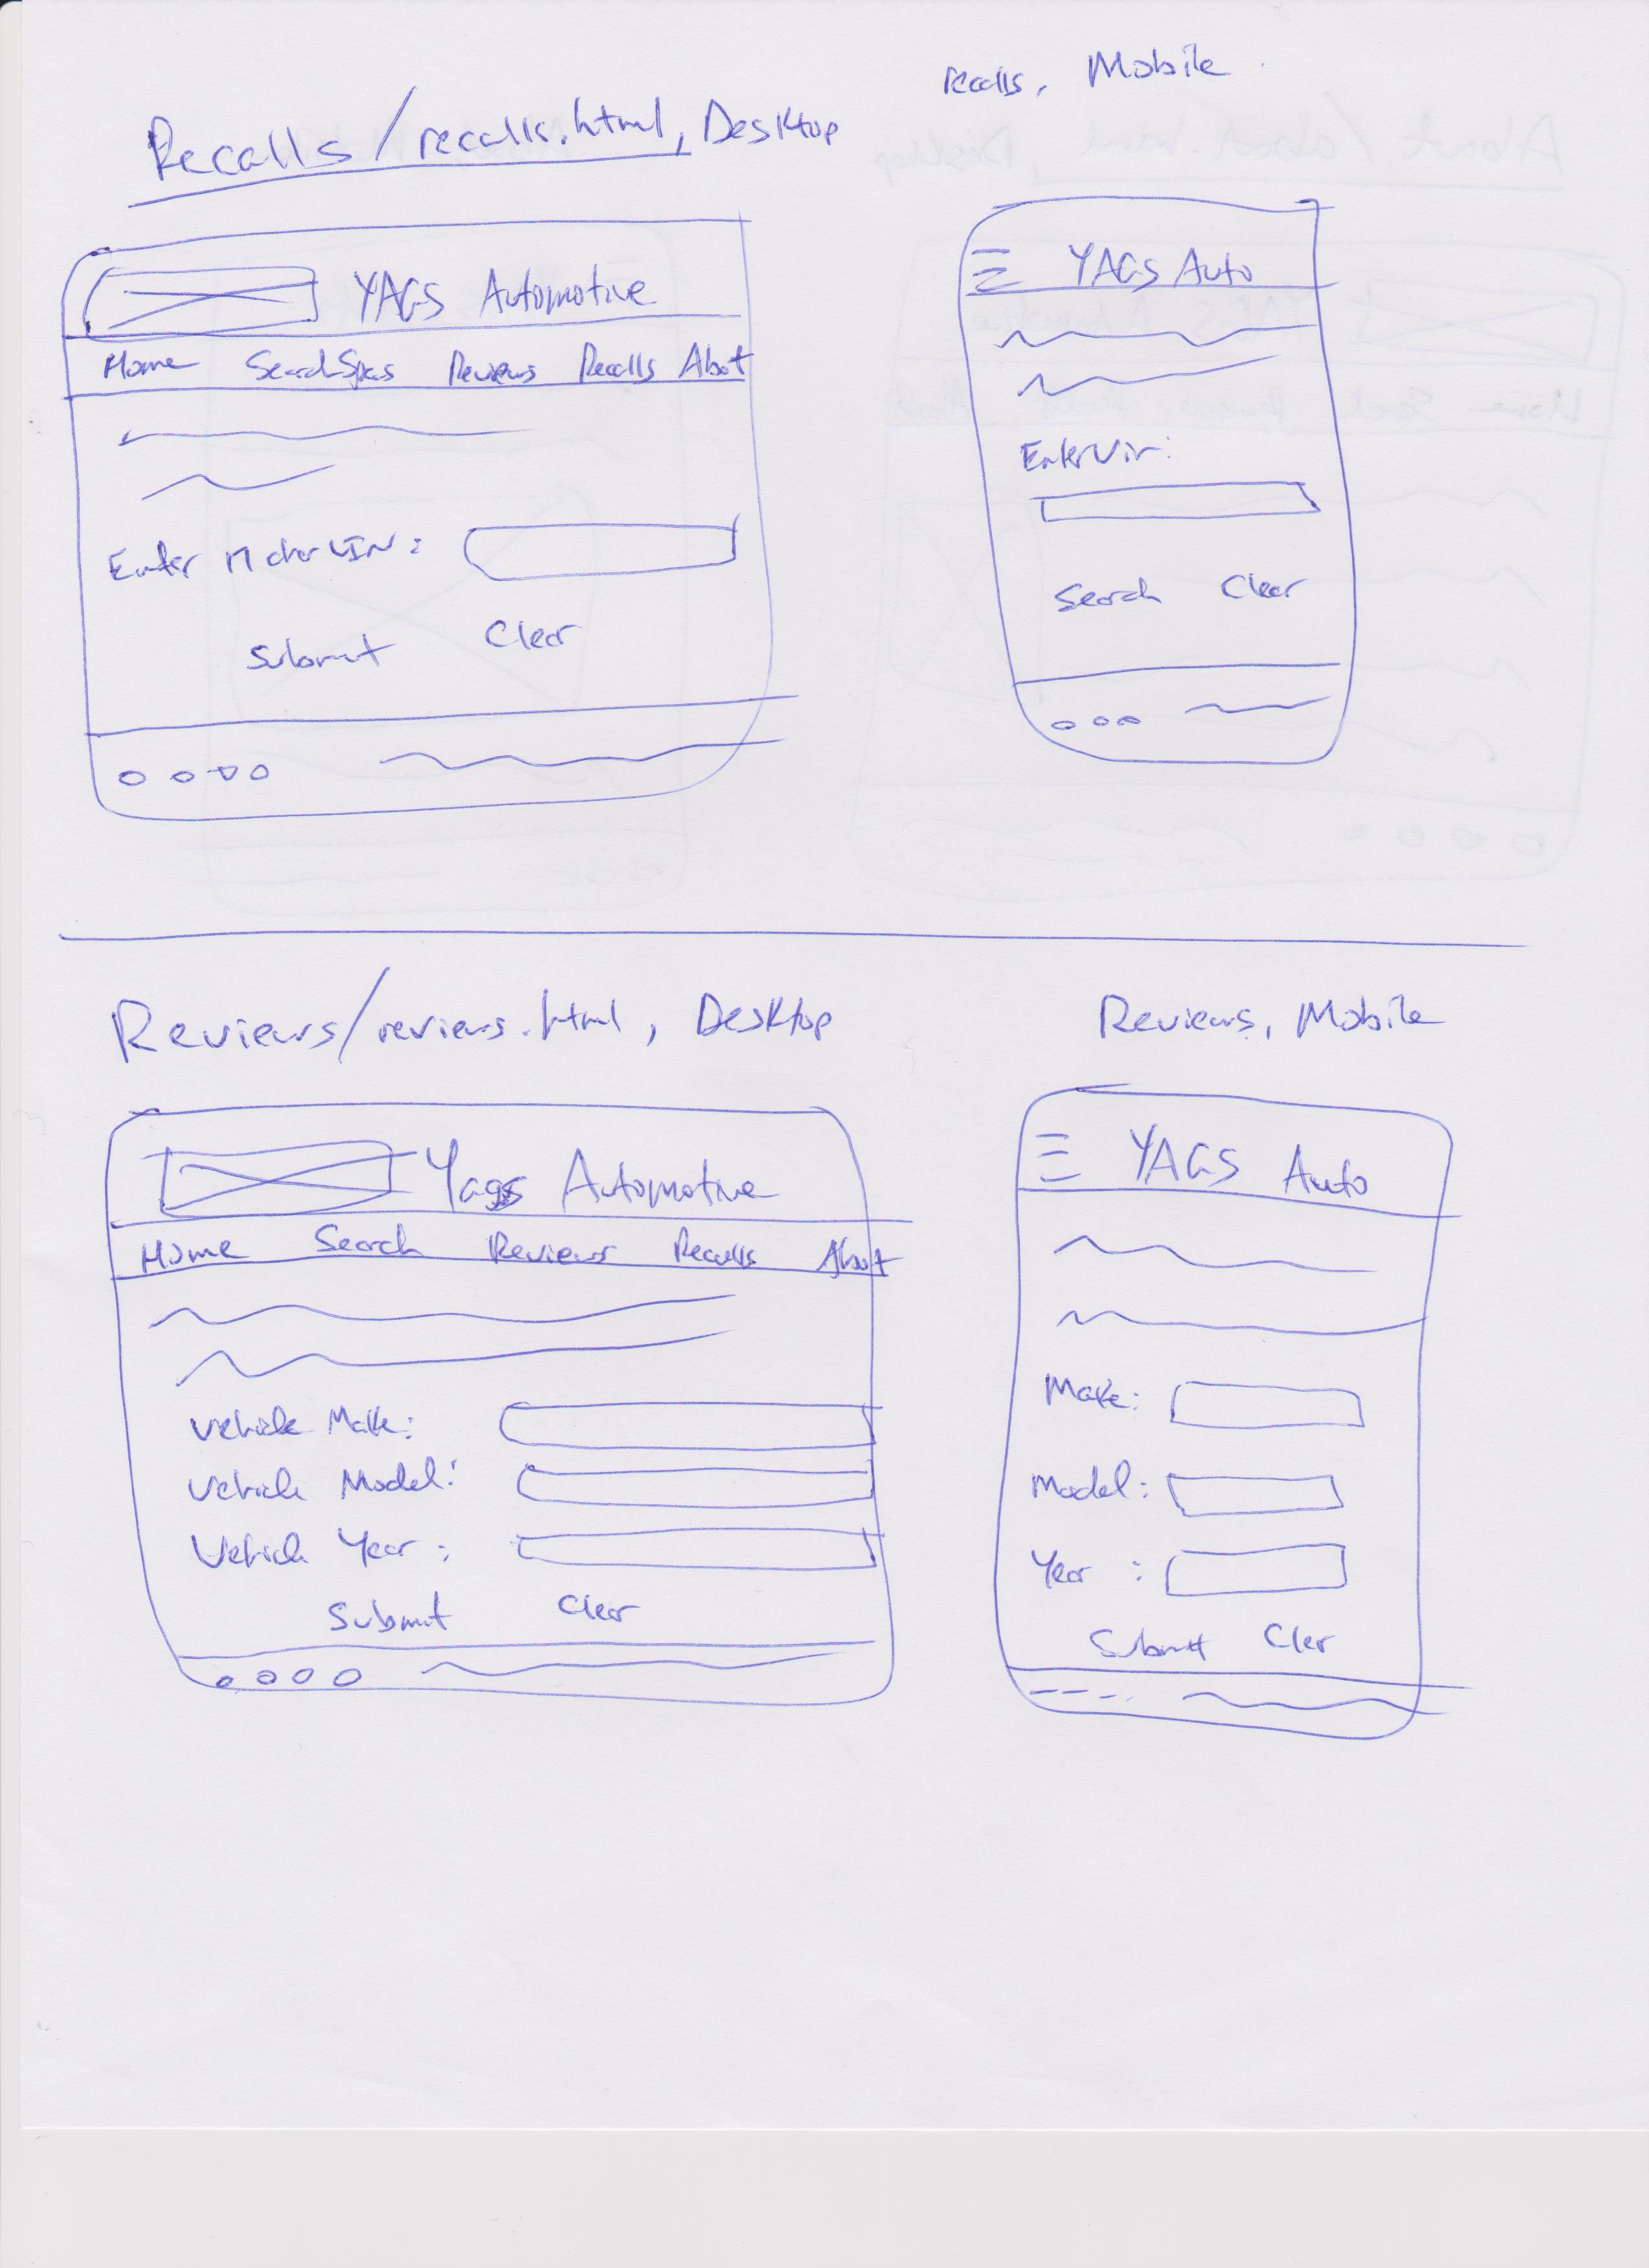 Recalls/recalls.html, Desktop
YAGS Automotive
Home Search Specs Reviews Recalls About
Enter VIN:
Submit Clear
recalls, Mobile
YAGS Auto
Enter Vin:
Search Clear
Reviews/reviews.html, Desktop
Yags Automotive
Home Search Reviews Recalls About
Vehicle Make:
Vehicle Model:
Vehicle Year:
Submit Clear
Reviews, Mobile
YAGS Auto
Make:
Model:
Year :
Submit Clear